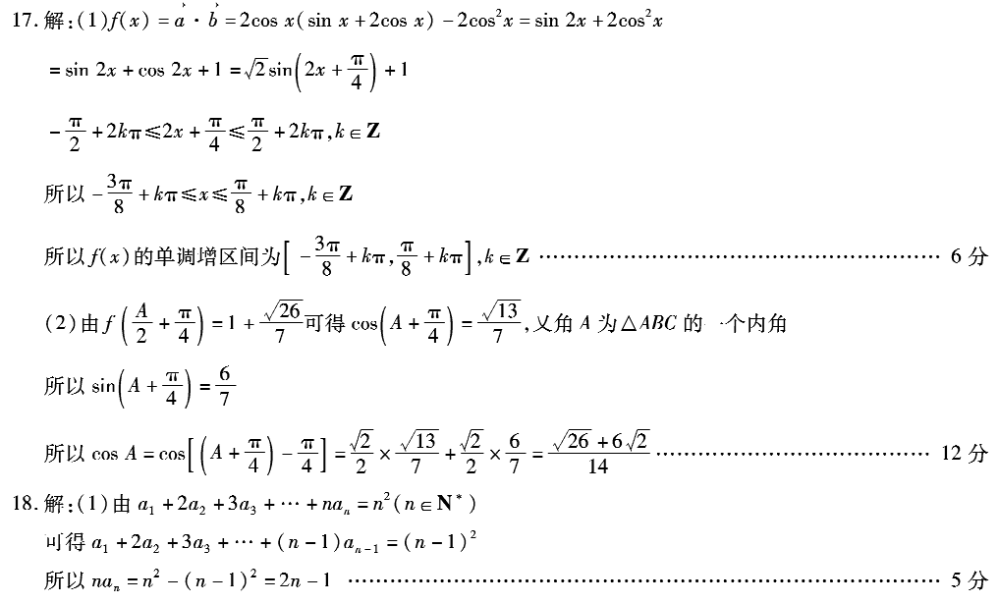 17. 解:(1)f(x) = a · b = 2cos x(sin x + 2cos x) - 2cos²x = sin 2x + 2cos²x
= sin 2x + cos 2x + 1 = √2 sin(2x + π/4) + 1
-π/2 + 2kπ ≤ 2x + π/4 ≤ π/2 + 2kπ, k ∈ Z
所以 -3π/8 + kπ ≤ x ≤ π/8 + kπ, k ∈ Z
所以 f(x) 的单调增区间为[-3π/8 + kπ, π/8 + kπ], k ∈ Z ………… 6 分
(2)由 f(A/2 + π/4) = 1 + √26/7 可得 cos(A + π/4) = √13/7, 又角 A 为 △ABC 的一个内角
所以 sin(A + π/4) = 6/7
所以 cos A = cos[(A + π/4) - π/4] = √2/2 × √13/7 + √2/2 × 6/7 = (√26 + 6√2)/14 ………… 12 分
18. 解:(1)由 a₁ + 2a₂ + 3a₃ + ⋯ + naₙ = n²(n ∈ N*)
可得 a₁ + 2a₂ + 3a₃ + ⋯ + (n - 1)aₙ₋₁ = (n - 1)²
所以 naₙ = n² - (n - 1)² = 2n - 1 ………… 5 分